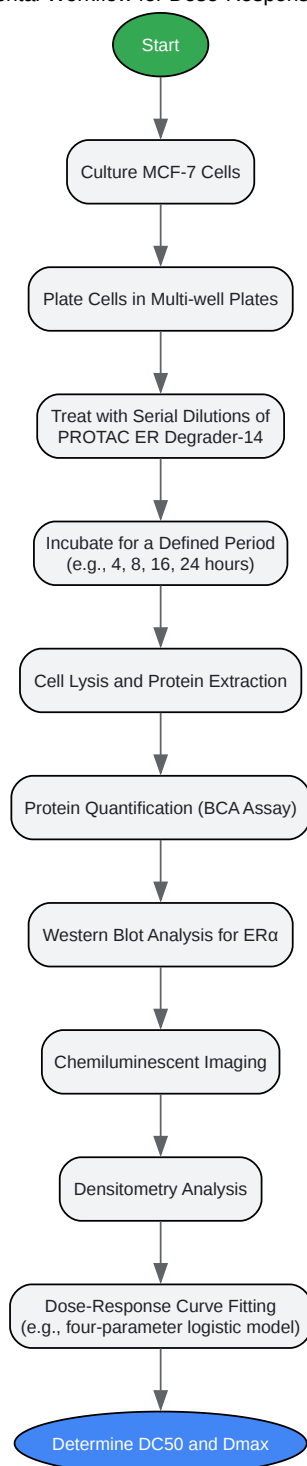 ental Workflow for Dose-Respons
Start
Culture MCF-7 Cells
Plate Cells in Multi-well Plates
Treat with Serial Dilutions of
PROTAC ER Degrader-14
Incubate for a Defined Period
(e.g., 4, 8, 16, 24 hours)
Cell Lysis and Protein Extraction
Protein Quantification (BCA Assay)
Western Blot Analysis for ERα
Chemiluminescent Imaging
Densitometry Analysis
Dose-Response Curve Fitting
(e.g., four-parameter logistic model)
Determine DC50 and Dmax